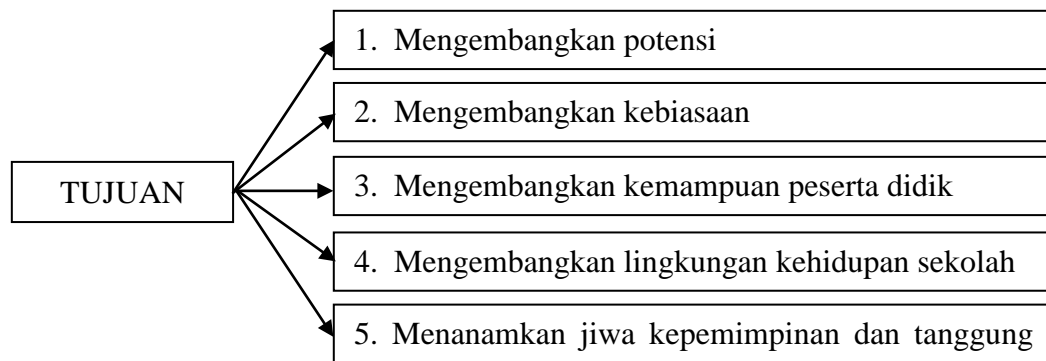 1. Mengembangkan potensi
2. Mengembangkan kebiasaan
TUJUAN
3. Mengembangkan kemampuan peserta didik
4. Mengembangkan lingkungan kehidupan sekolah
5. Menanamkan jiwa kepemimpinan dan tanggung